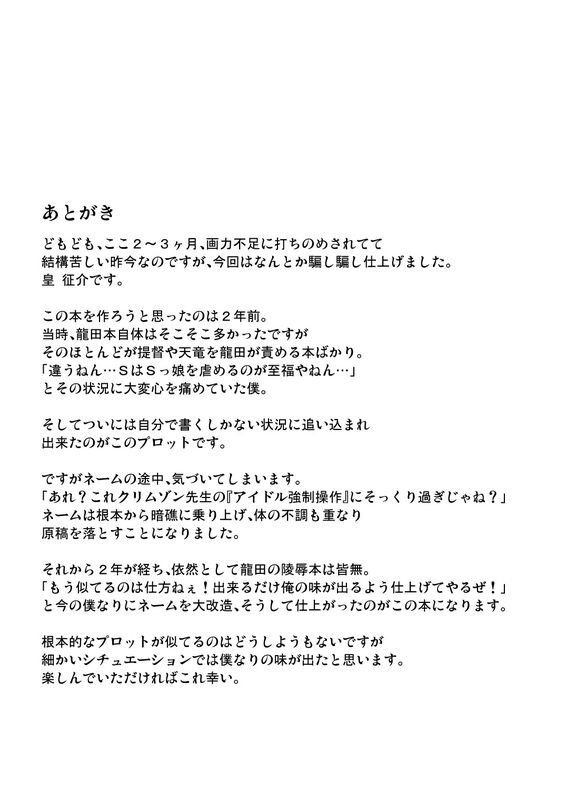 あとがき
どもども、ここ２～３ヶ月、画力不足に打ちのめされてて
結構苦しい昨今なのですが、今回はなんとか騙し騙し仕上げました。
皇 征介です。
この本を作ろうと思ったのは２年前。
当時、龍田本自体はそこそこ多かったですが
そのほとんどが提督や天竜を龍田が責める本ばかり。
「違うねん…ＳはＳっ娘を虐めるのが至福やねん…」
とその状況に大変心を痛めていた僕。
そしてついには自分で書くしかない状況に追い込まれ
出来たのがこのプロットです。
ですがネームの途中、気づいてしまいます。
「あれ？これクリムゾン先生の『アイドル強制操作』にそっくり過ぎじゃね？」
ネームは根本から暗礁に乗り上げ、体の不調も重なり
原稿を落とすことになりました。
それから２年が経ち、依然として龍田の陵辱本は皆無。
「もう似てるのは仕方ねぇ！出来るだけ俺の味が出るよう仕上げてやるぜ！」
と今の僕なりにネームを大改造、そうして仕上がったのがこの本になります。
根本的なプロットが似てるのはどうしようもないですが
細かいシチュエーションでは僕なりの味が出たと思います。
楽しんでいただければこれ幸い。